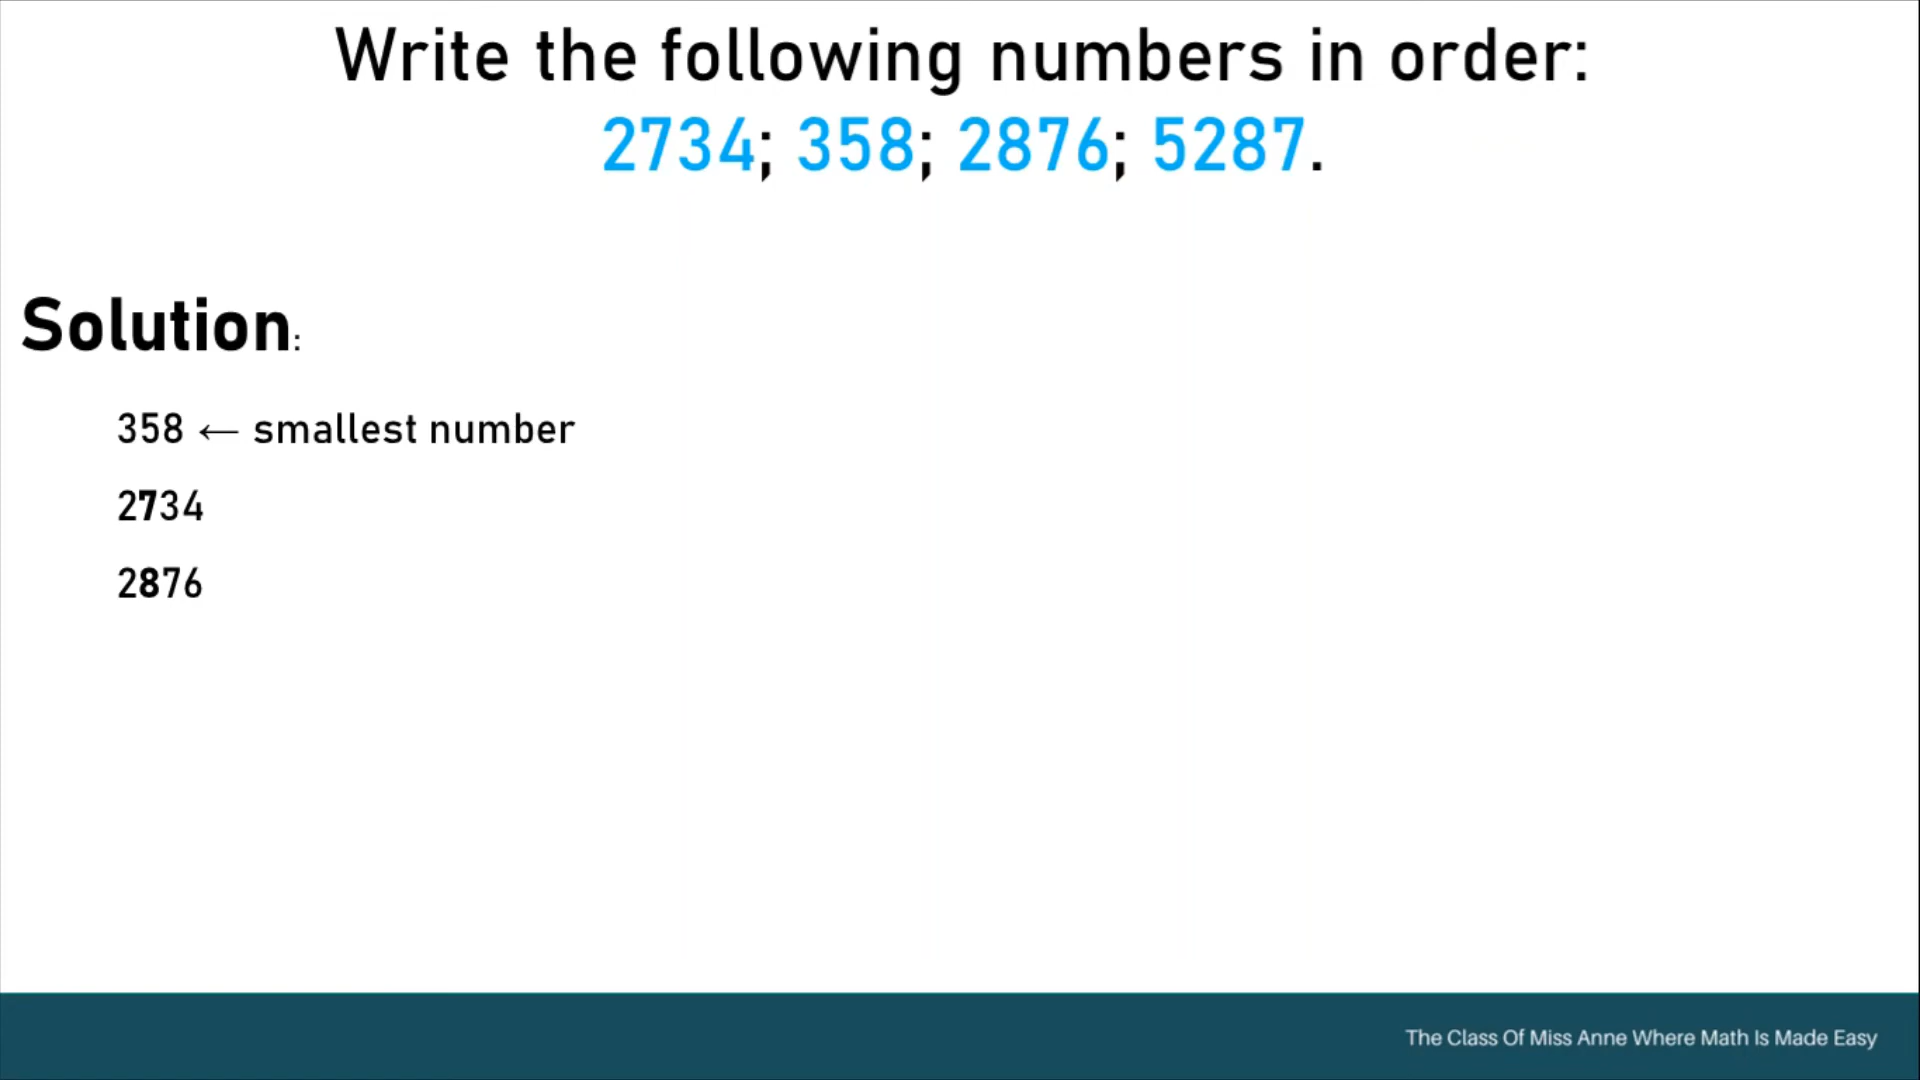 Write the following numbers in order:
2734; 358; 2876; 5287.
Solution:
358 ← smallest number
2734
2876
The Class Of Miss Anne Where Math Is Made Easy